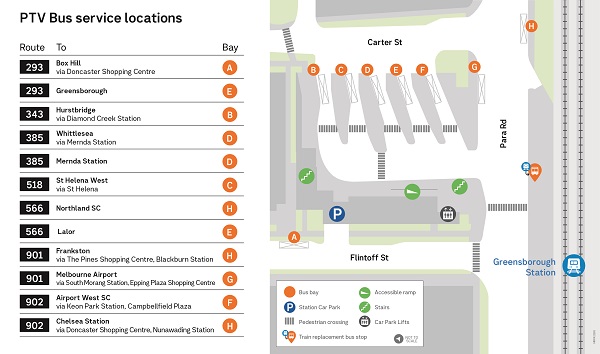 PTV Bus service locations
Route To Bay
293 Box Hill A
via Doncaster Shopping Centre
293 Greensborough E
343 Hurstbridge B
via Diamond Creek Station
385 Whittlesea D
via Mernda Station
385 Mernda Station D
518 St Helena West C
via St Helena
566 Northland SC H
566 Lalor E
901 Frankston H
via The Pines Shopping Centre, Blackburn Station
901 Melbourne Airport G
via South Morang Station, Epping Plaza Shopping Centre
902 Airport West SC F
via Keon Park Station, Campbellfield Plaza
902 Chelsea Station H
via Doncaster Shopping Centre, Nunawading Station
H
Carter St
B C D E F G
Para Rd
P
A
Flintoff St
Greensborough
Station
Bus bay
Accessible ramp
P Station Car Park
Stairs
Pedestrian crossing
Car Park Lifts
Train replacement bus stop
NOT TO
SCALE